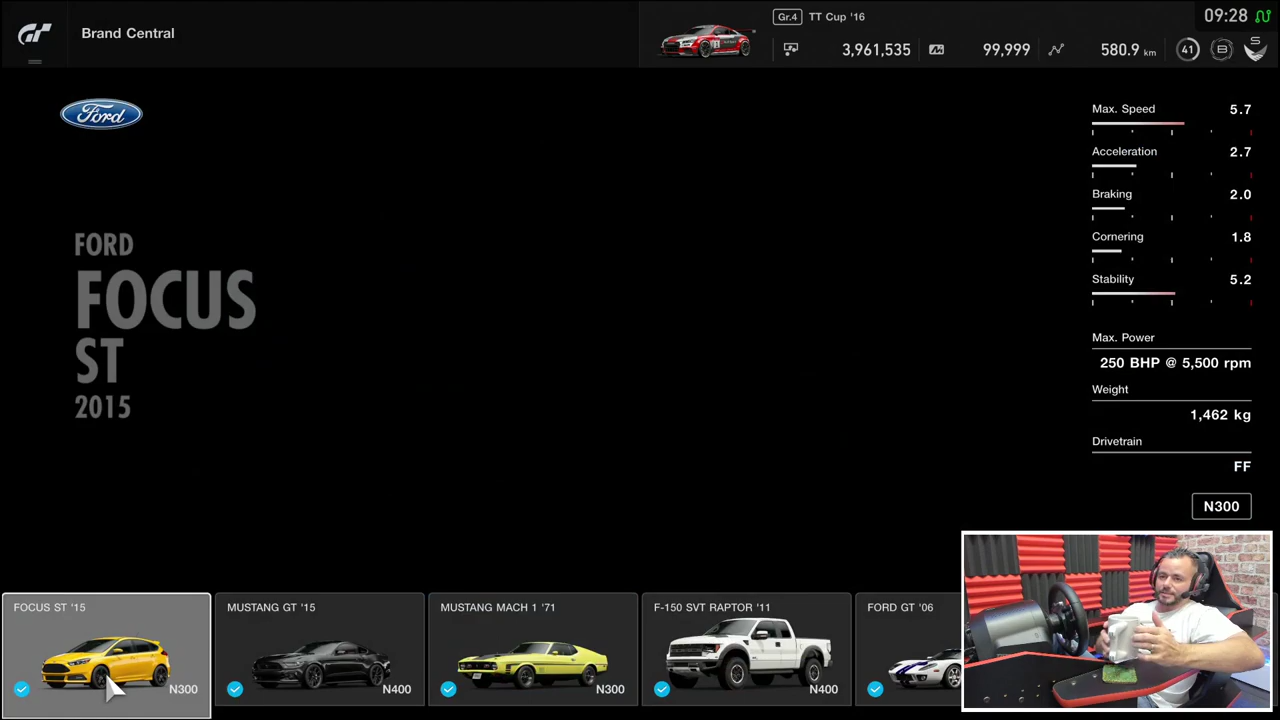 Brand Central
Gr.4 TT Cup '16
3,961,535
99,999
580.9 km
41
B
S
09:28
Ford
FORD
FOCUS
ST
2015
Max. Speed 5.7
Acceleration 2.7
Braking 2.0
Cornering 1.8
Stability 5.2
Max. Power
250 BHP @ 5,500 rpm
Weight
1,462 kg
Drivetrain
FF
N300
FOCUS ST '15
N300
MUSTANG GT '15
N400
MUSTANG MACH 1 '71
N300
F-150 SVT RAPTOR '11
N400
FORD GT '06